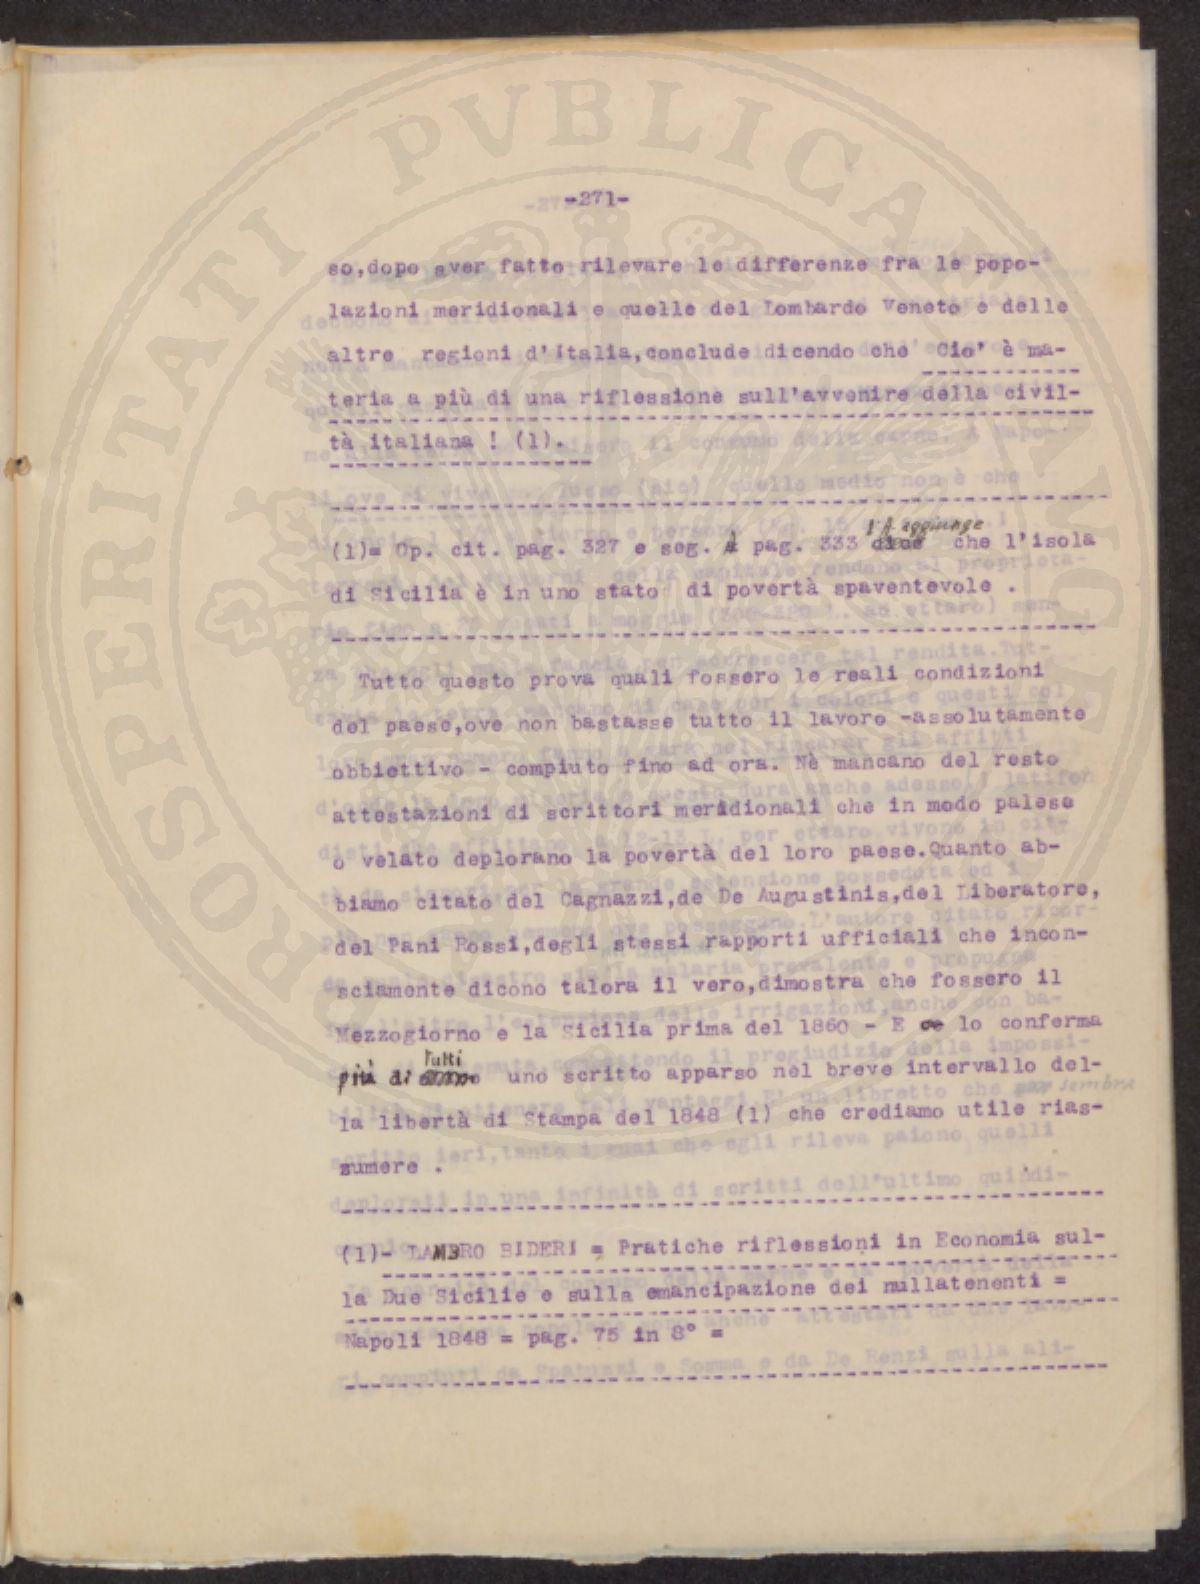 PROSPERITATI PVBLICAE AVGENDAE
-271-
so,dopo aver fatto rilevare le differenze fra le popo-
lazioni meridionali e quelle del Lombardo Veneto e delle
altre regioni d'Italia,conclude dicendo che Cio' è ma-
teria a più di una riflessione sull'avvenire della civil-
tà italiana ! (1).
(1)= Op. cit. pag. 327 e seg. A pag. 333 l'A. aggiunge che l'isola
di Sicilia è in uno stato di povertà spaventevole .
Tutto questo prova quali fossero le reali condizioni
del paese,ove non bastasse tutto il lavoro -assolutamente
obbiettivo - compiuto fino ad ora. Nè mancano del resto
attestazioni di scrittori meridionali che in modo palese
o velato deplorano la povertà del loro paese.Quanto ab-
biamo citato del Cagnazzi,de De Augustinis,del Liberatore,
del Pani Rossi,degli stessi rapporti ufficiali che incon-
sciamente dicono talora il vero,dimostra che fossero il
Mezzogiorno e la Sicilia prima del 1860 - E lo conferma
più di tutti uno scritto apparso nel breve intervallo del-
la libertà di Stampa del 1848 (1) che crediamo utile rias-
sumere .
(1)- LAMBRO BIDERI = Pratiche riflessioni in Economia sul-
la Due Sicilie e sulla emancipazione dei nullatenenti =
Napoli 1848 = pag. 75 in 8° =